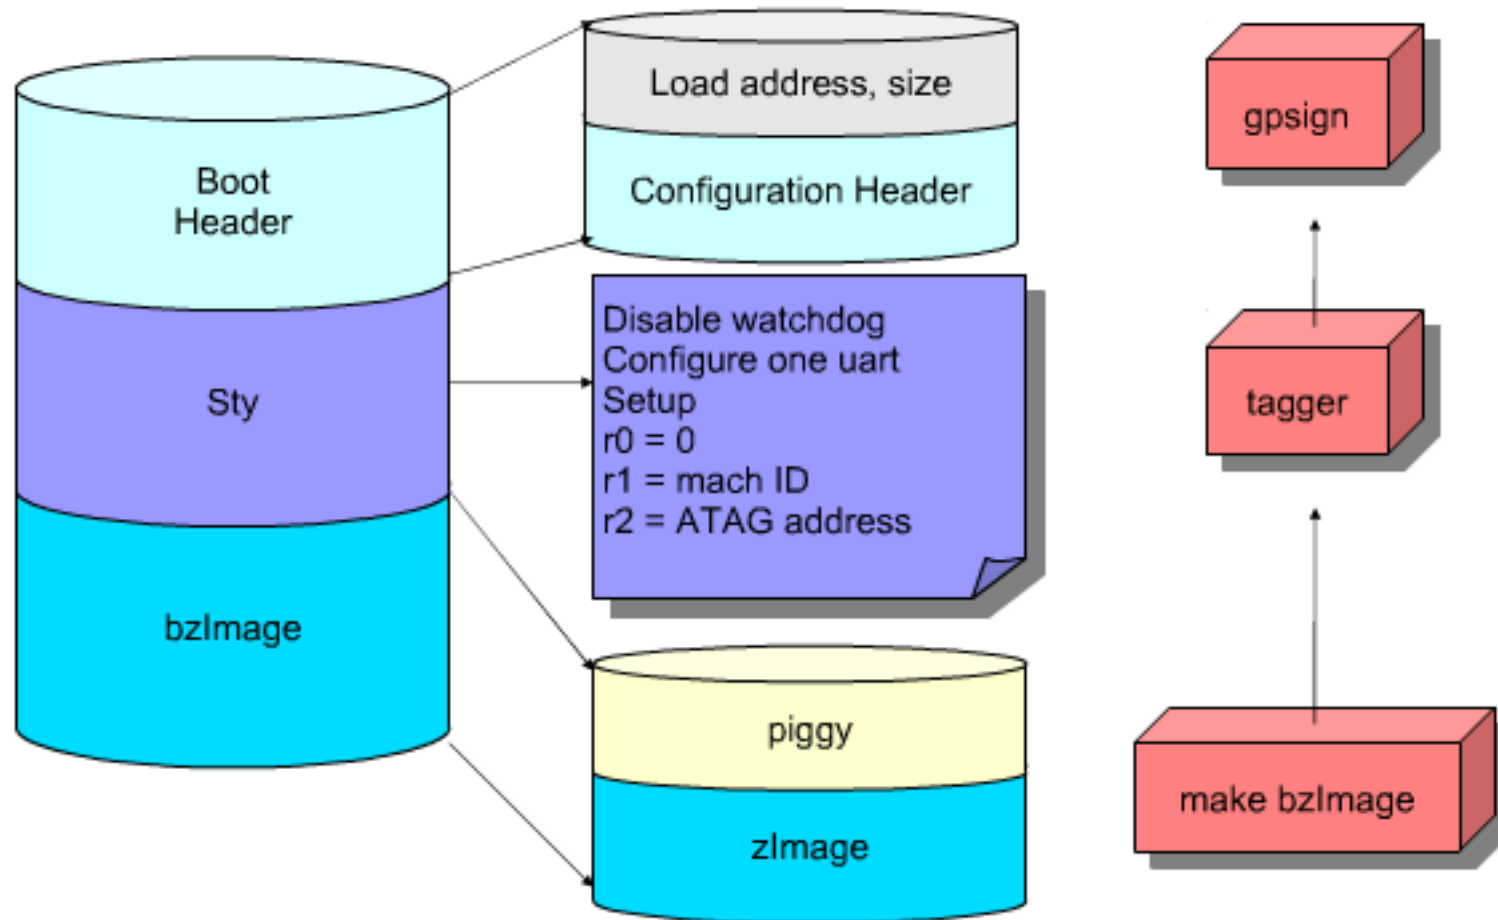 Boot
Header
Sty
bzImage
Load address, size
Configuration Header
Disable watchdog
Configure one uart
Setup
r0 = 0
r1 = mach ID
r2 = ATAG address
piggy
zImage
gpsign
tagger
make bzImage